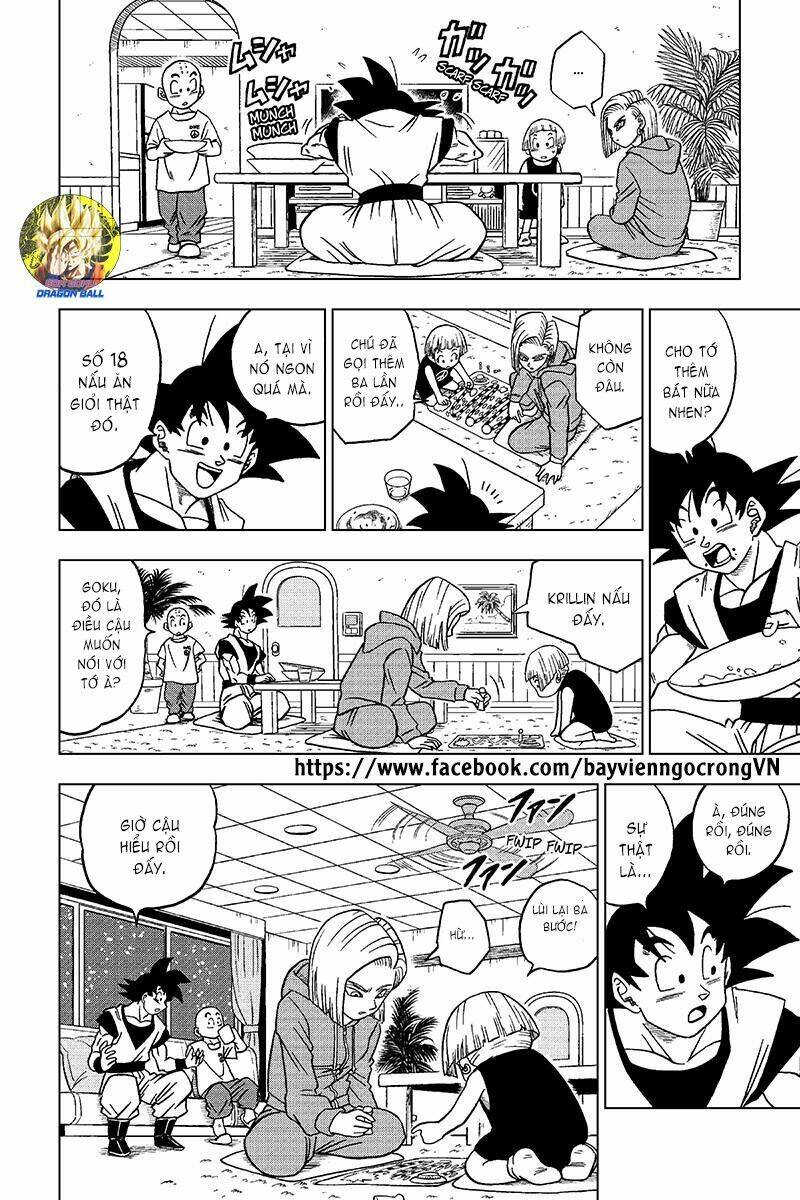 ...
ガツ
ガツ
SCARF SCARF
ムシャ
ムシャ
MUNCH
MUNCH
DRAGON BALL
CHO TỚ
THÊM
BÁT NỮA
NHEN?
KHÔNG
CÒN
ĐÂU.
CHÚ ĐÃ
GỌI THÊM
BA LẦN
RỒI ĐẤY..
A, TẠI VÌ
NÓ NGON
QUÁ MÀ.
SỐ 18
NẤU ĂN
GIỎI THẬT
ĐÓ.
KRILLIN NẤU
ĐẤY.
GOKU,
ĐÓ LÀ
ĐIỀU CẬU
MUỐN
NÓI VỚI
TỚ À?
https://www.facebook.com/bayvienngocrongVN
À, ĐÚNG
RỒI, ĐÚNG
RỒI.
SỰ
THẬT
LÀ...
ファン
FWIP FWIP
ファン
LÙI LẠI BA
BƯỚC!
HỪ...
GIỜ CẬU
HIỂU RỒI
ĐẤY.